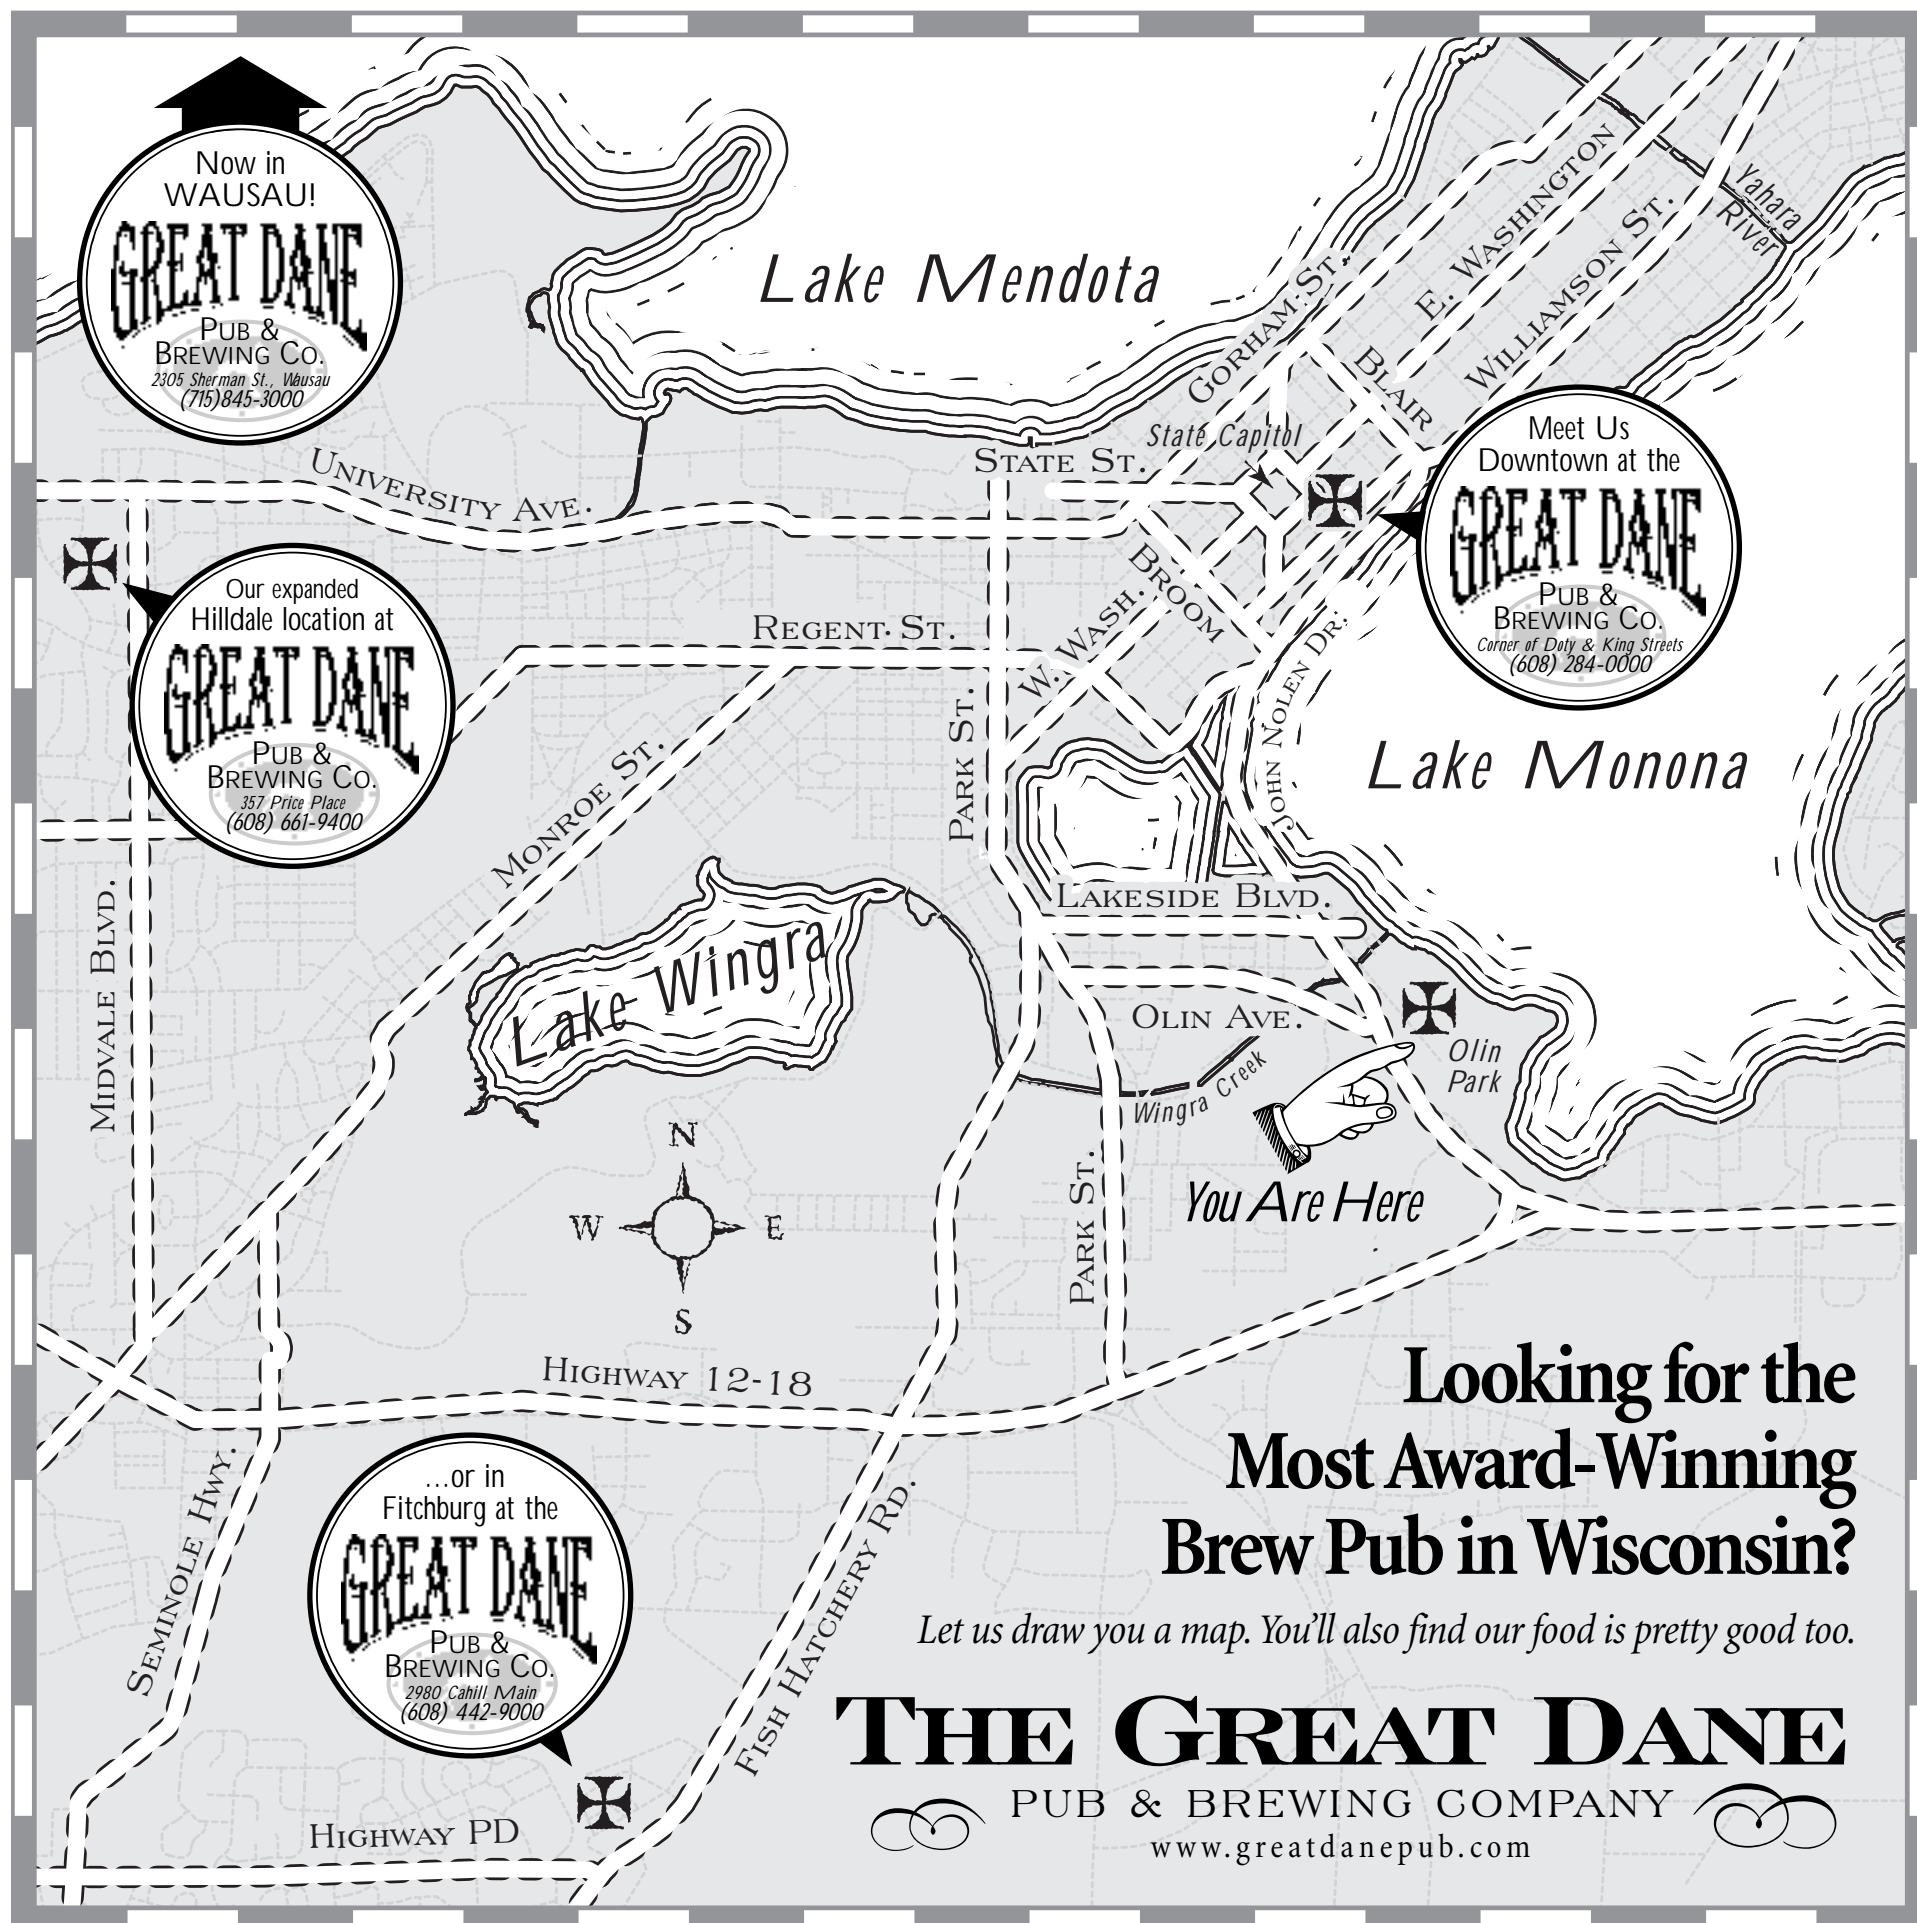 Now in
WAUSAU!
GREAT DANE
PUB &
BREWING CO.
2305 Sherman St., Wausau
(715)845-3000
Lake Mendota
GORHAM ST.
E. WASHINGTON
WILLIAMSON ST.
Yahara
River
BLAIR
State Capitol
STATE ST.
UNIVERSITY AVE.
Meet Us
Downtown at the
GREAT DANE
PUB &
BREWING CO.
Corner of Doty & King Streets
(608) 284-0000
Our expanded
Hilldale location at
GREAT DANE
PUB &
BREWING CO.
357 Price Place
(608) 661-9400
BROOM
W. WASH.
REGENT ST.
JOHN NOLEN DR.
PARK ST.
MONROE ST.
Lake Monona
MIDVALE BLVD.
LAKESIDE BLVD.
Lake Wingra
OLIN AVE.
Olin
Park
Wingra Creek
You Are Here
N
W
E
S
PARK ST.
HIGHWAY 12-18
SEMINOLE HWY.
FISH HATCHERY RD.
...or in
Fitchburg at the
GREAT DANE
PUB &
BREWING CO.
2980 Cahill Main
(608) 442-9000
HIGHWAY PD
Looking for the
Most Award-Winning
Brew Pub in Wisconsin?
Let us draw you a map. You'll also find our food is pretty good too.
THE GREAT DANE
PUB & BREWING COMPANY
www.greatdanepub.com